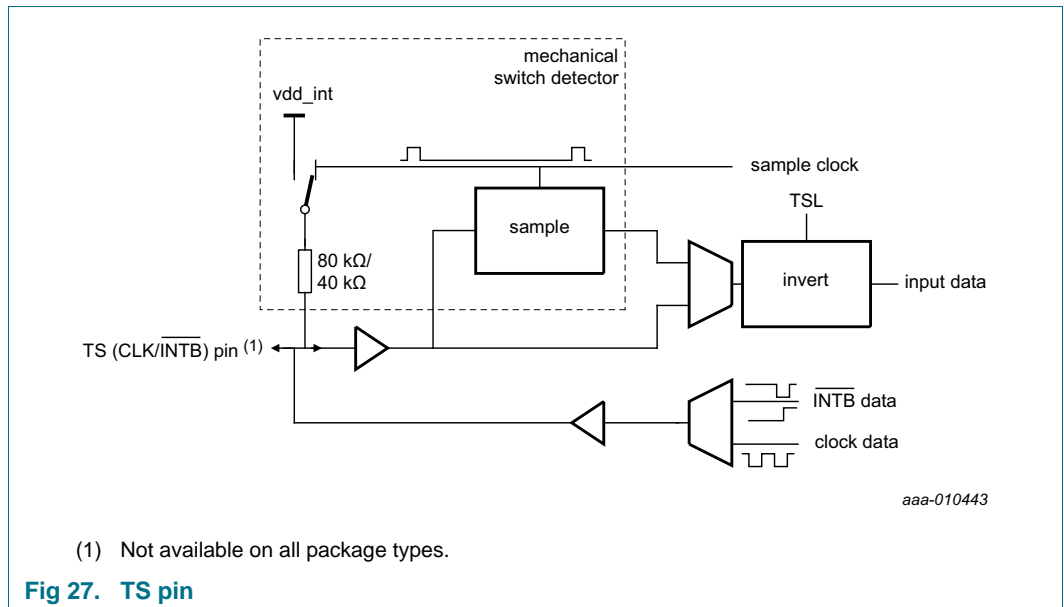 mechanical
switch detector
vdd_int
sample clock
TSL
sample
80 kΩ/
40 kΩ
invert
input data
TS (CLK/INTB) pin (1)
INTB data
clock data
aaa-010443
(1) Not available on all package types.
Fig 27. TS pin